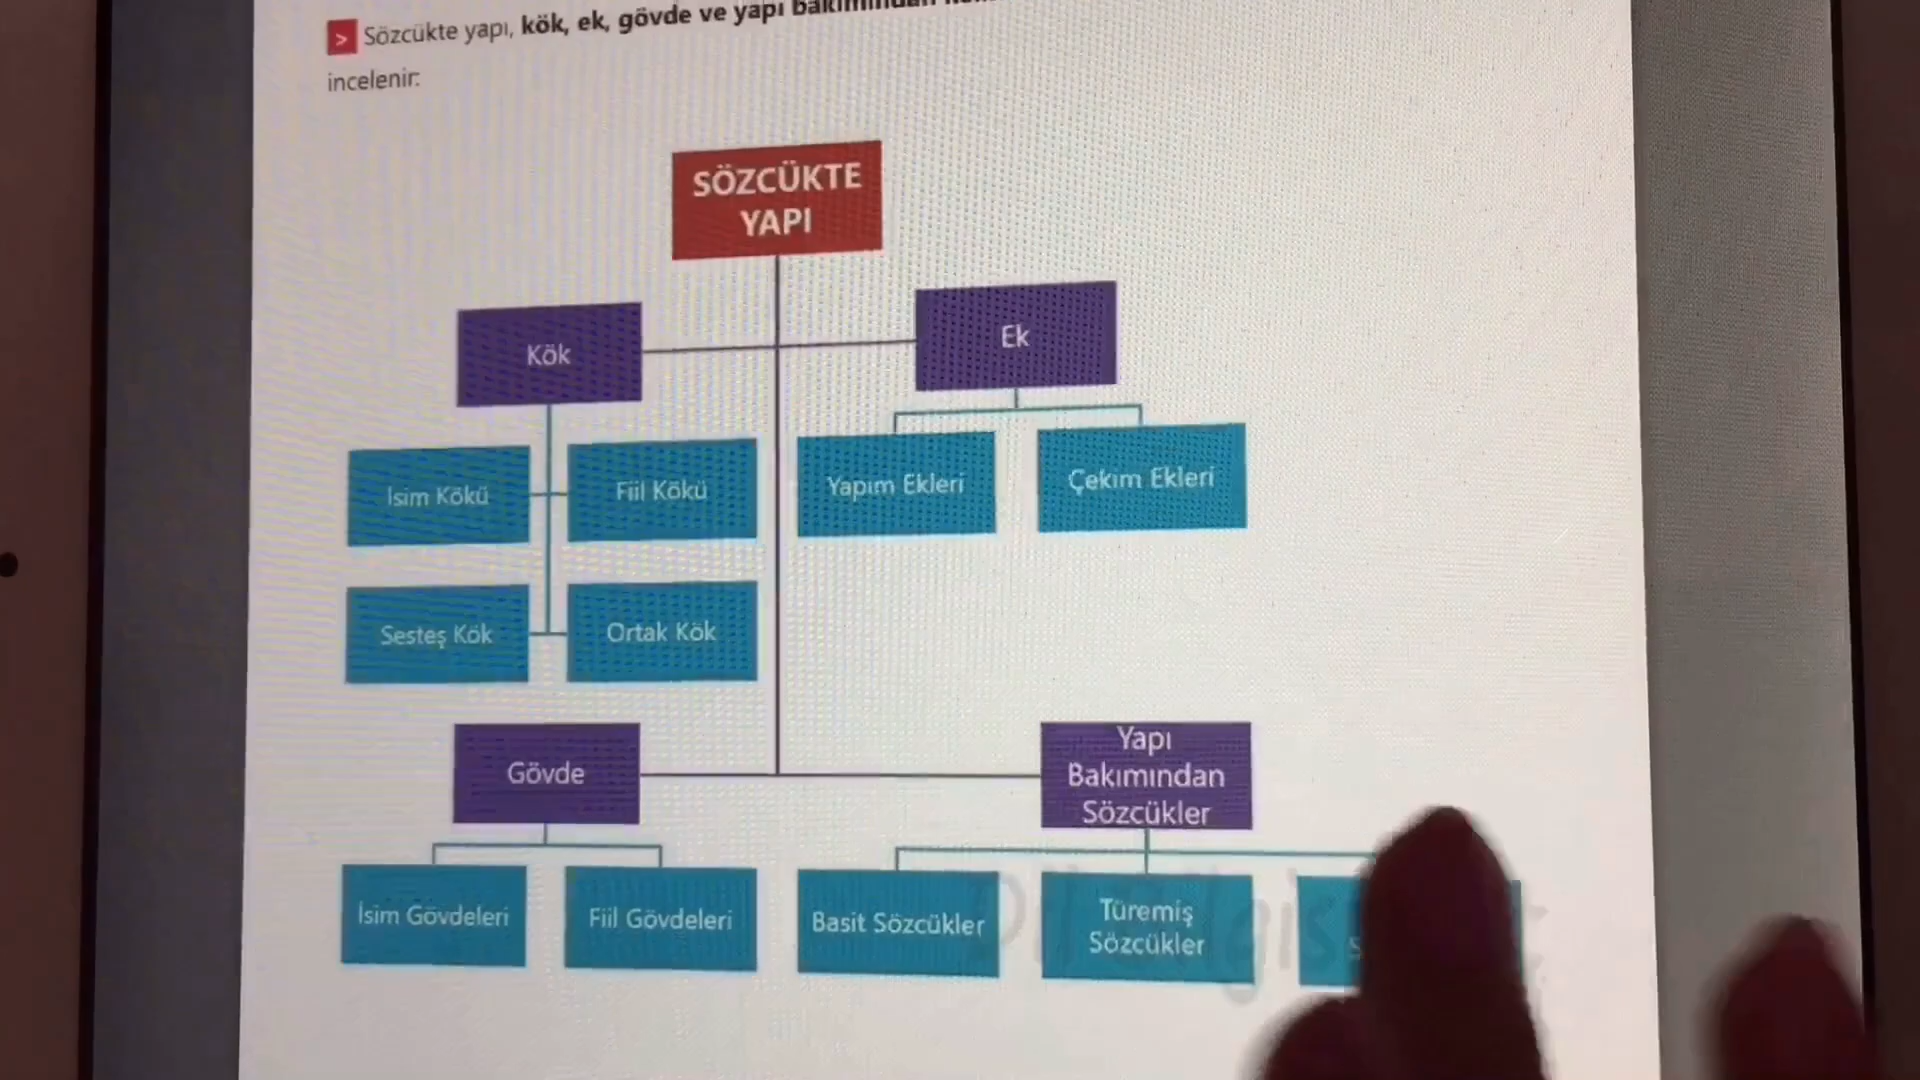 > Sözcükte yapı, kök, ek, gövde ve yapı bakımından
incelenir:
SÖZCÜKTE
YAPI
Kök
Ek
İsim Kökü
Fiil Kökü
Yapım Ekleri
Çekim Ekleri
Sesteş Kök
Ortak Kök
Gövde
Yapı
Bakımından
Sözcükler
İsim Gövdeleri
Fiil Gövdeleri
Basit Sözcükler
Türemiş
Sözcükler